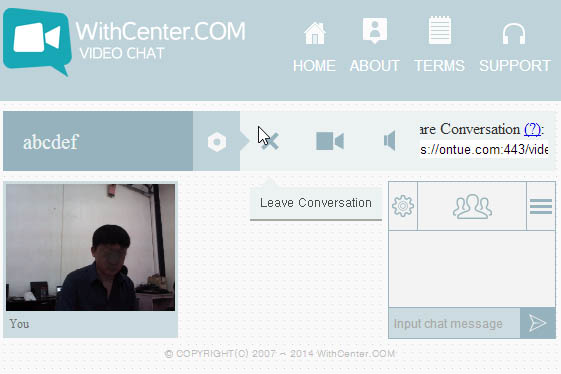 WithCenter.COM
VIDEO CHAT
HOME ABOUT TERMS SUPPORT
abcdef
are Conversation (?):
s://ontue.com:443/vide
Leave Conversation
You
Input chat message
© COPYRIGHT(C) 2007 ~ 2014 WithCenter.COM